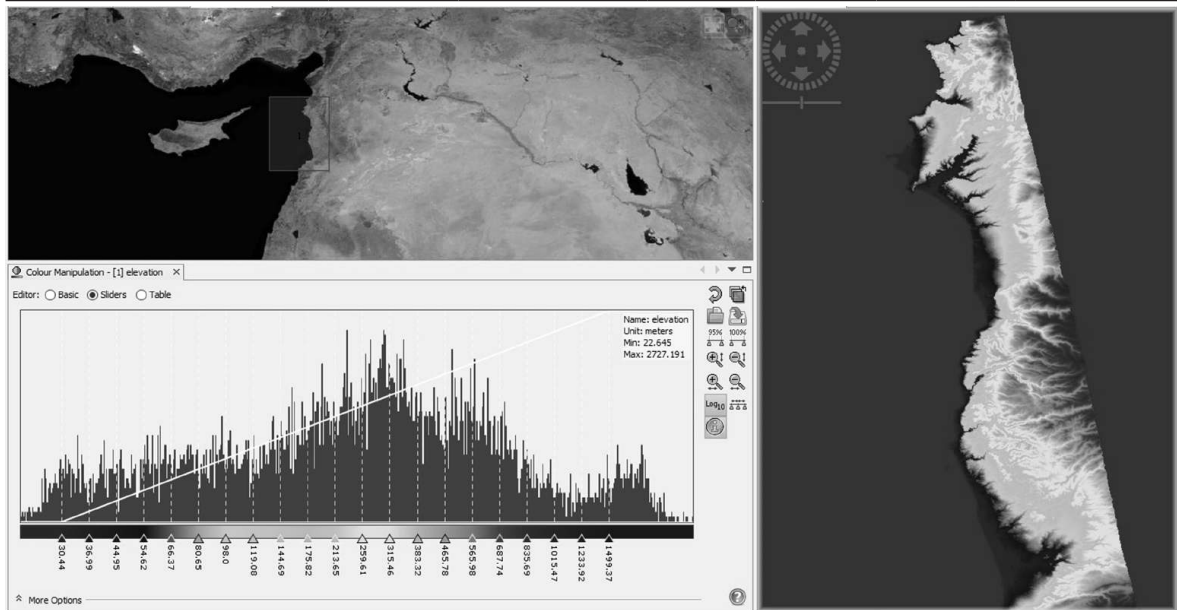 Colour Manipulation - [1] elevation
Editor: Basic Sliders Table
Name: elevation
Unit: meters
Min: 22.645
Max: 2727.191
95% 100%
Log10
30.44 36.99 44.95 54.62 66.37 80.65 98.0 119.08 144.69 175.82 213.65 259.61 315.46 383.32 465.78 565.98 687.74 835.69 1015.47 1233.92 1499.37
More Options